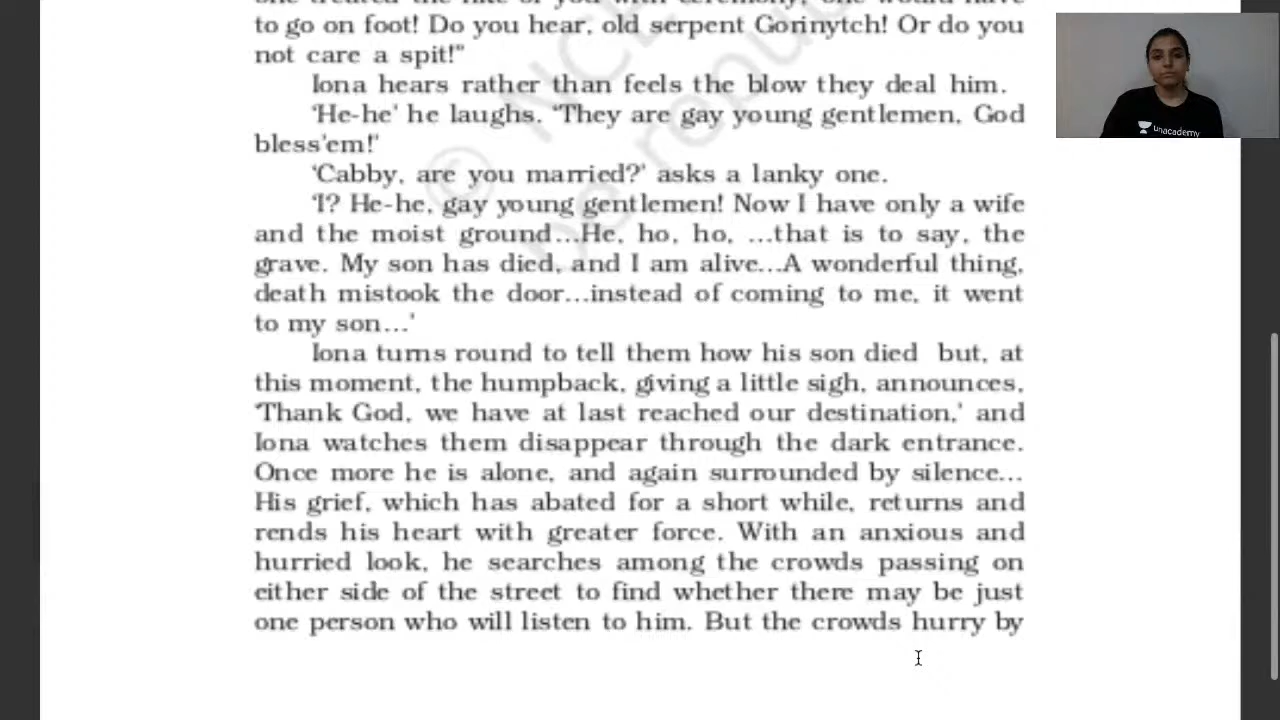 to go on foot! Do you hear, old serpent Gorinytch! Or do you
not care a spit!"
Iona hears rather than feels the blow they deal him.
'He-he' he laughs. 'They are gay young gentlemen, God
bless'em!'
'Cabby, are you married?' asks a lanky one.
'I? He-he, gay young gentlemen! Now I have only a wife
and the moist ground...He, ho, ho, ...that is to say, the
grave. My son has died, and I am alive...A wonderful thing,
death mistook the door...instead of coming to me, it went
to my son...'
Iona turns round to tell them how his son died but, at
this moment, the humpback, giving a little sigh, announces,
'Thank God, we have at last reached our destination,' and
Iona watches them disappear through the dark entrance.
Once more he is alone, and again surrounded by silence...
His grief, which has abated for a short while, returns and
rends his heart with greater force. With an anxious and
hurried look, he searches among the crowds passing on
either side of the street to find whether there may be just
one person who will listen to him. But the crowds hurry by
unacademy